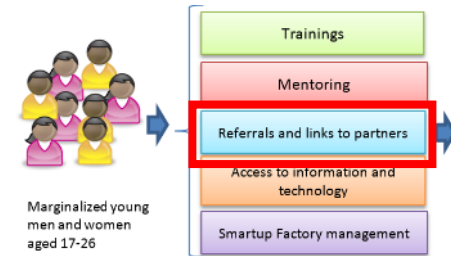 Trainings
Mentoring
Referrals and links to partners
Access to information and
technology
Smartup Factory management
Marginalized young
men and women
aged 17-26